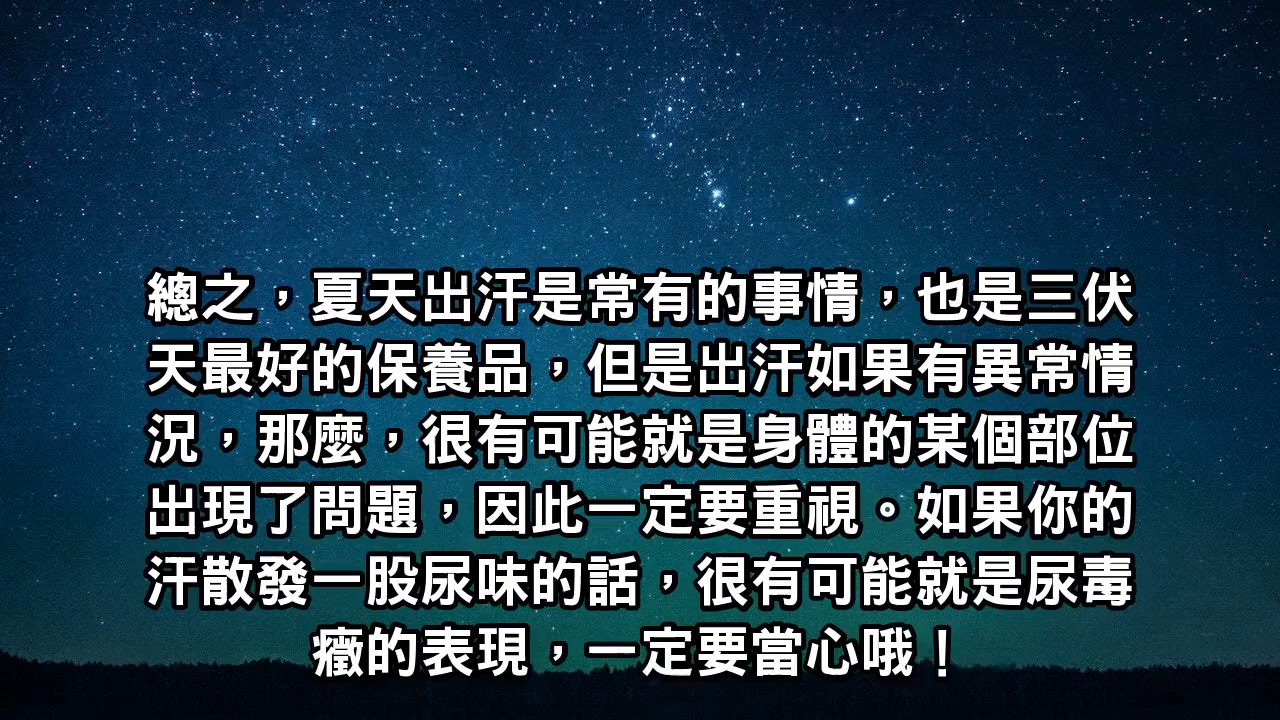 總之，夏天出汗是常有的事情，也是三伏
天最好的保養品，但是出汗如果有異常情
況，那麼，很有可能就是身體的某個部位
出現了問題，因此一定要重視。如果你的
汗散發一股尿味的話，很有可能就是尿毒
癥的表現，一定要當心哦！